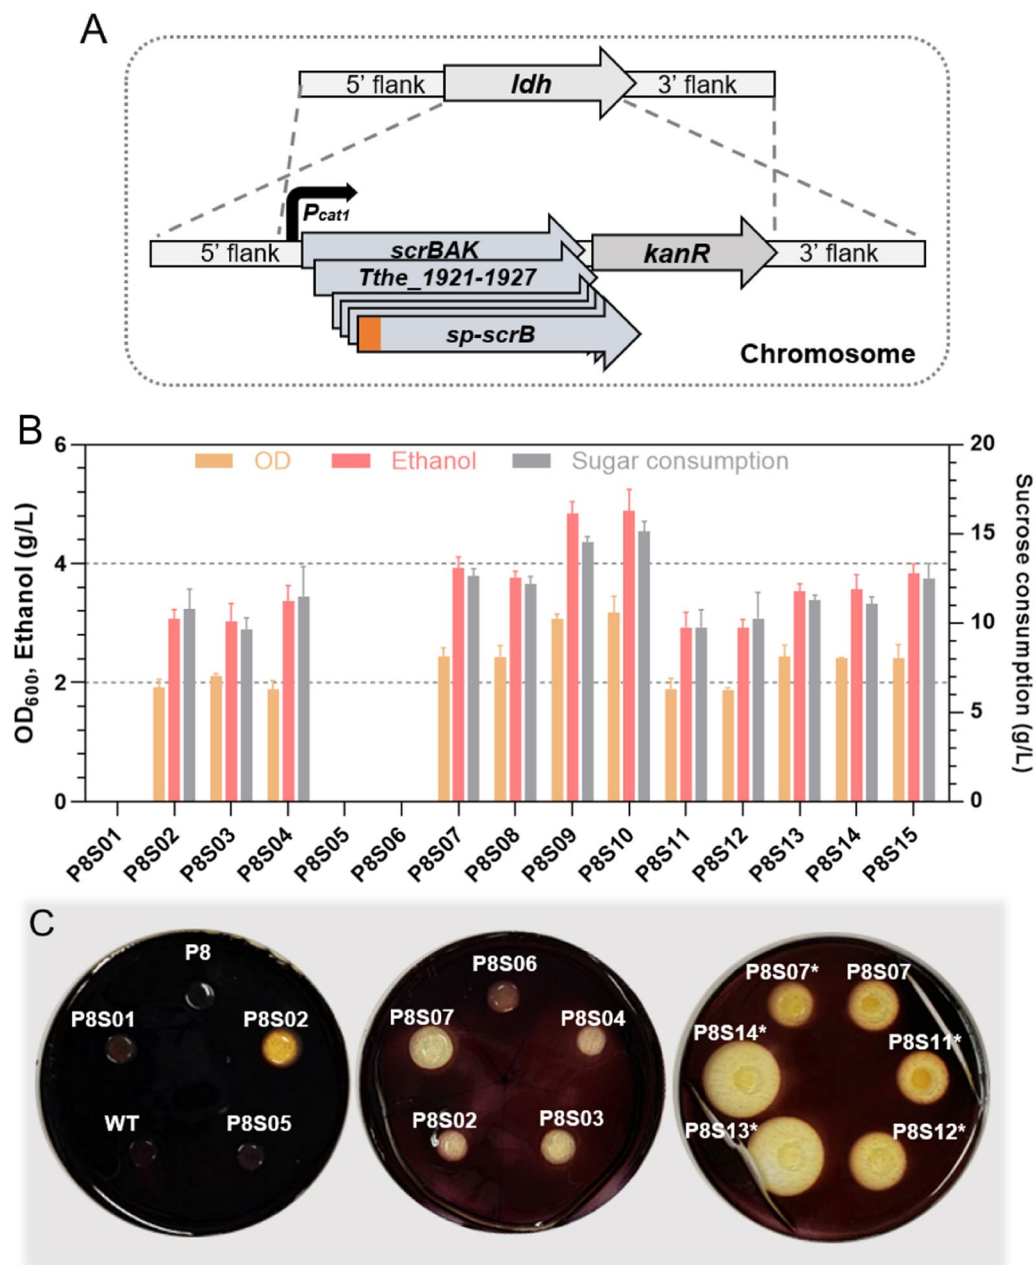 A
5’ flank ldh 3’ flank
Pcat1
5’ flank scrBAK kanR 3’ flank
Tthe_1921-1927
sp-scrB
Chromosome
B
OD Ethanol Sugar consumption
OD600, Ethanol (g/L)
Sucrose consumption (g/L)
6 20
15
4
10
2
5
0 0
P8S01 P8S02 P8S03 P8S04 P8S05 P8S06 P8S07 P8S08 P8S09 P8S10 P8S11 P8S12 P8S13 P8S14 P8S15
C
P8
P8S01 P8S02
WT P8S05
P8S06
P8S07 P8S04
P8S02 P8S03
P8S07* P8S07
P8S14* P8S11*
P8S13* P8S12*